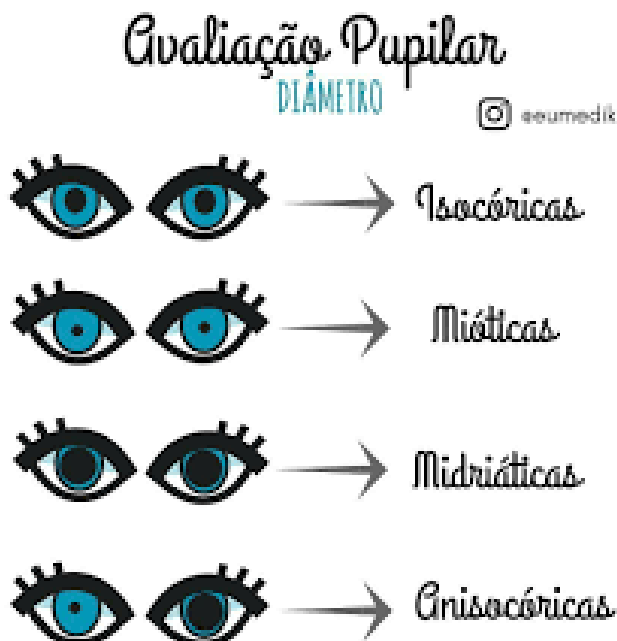 Avaliação Pupilar
DIÂMETRO
@eumedik
Isocóricas
Mióticas
Midriáticas
Anisocóricas